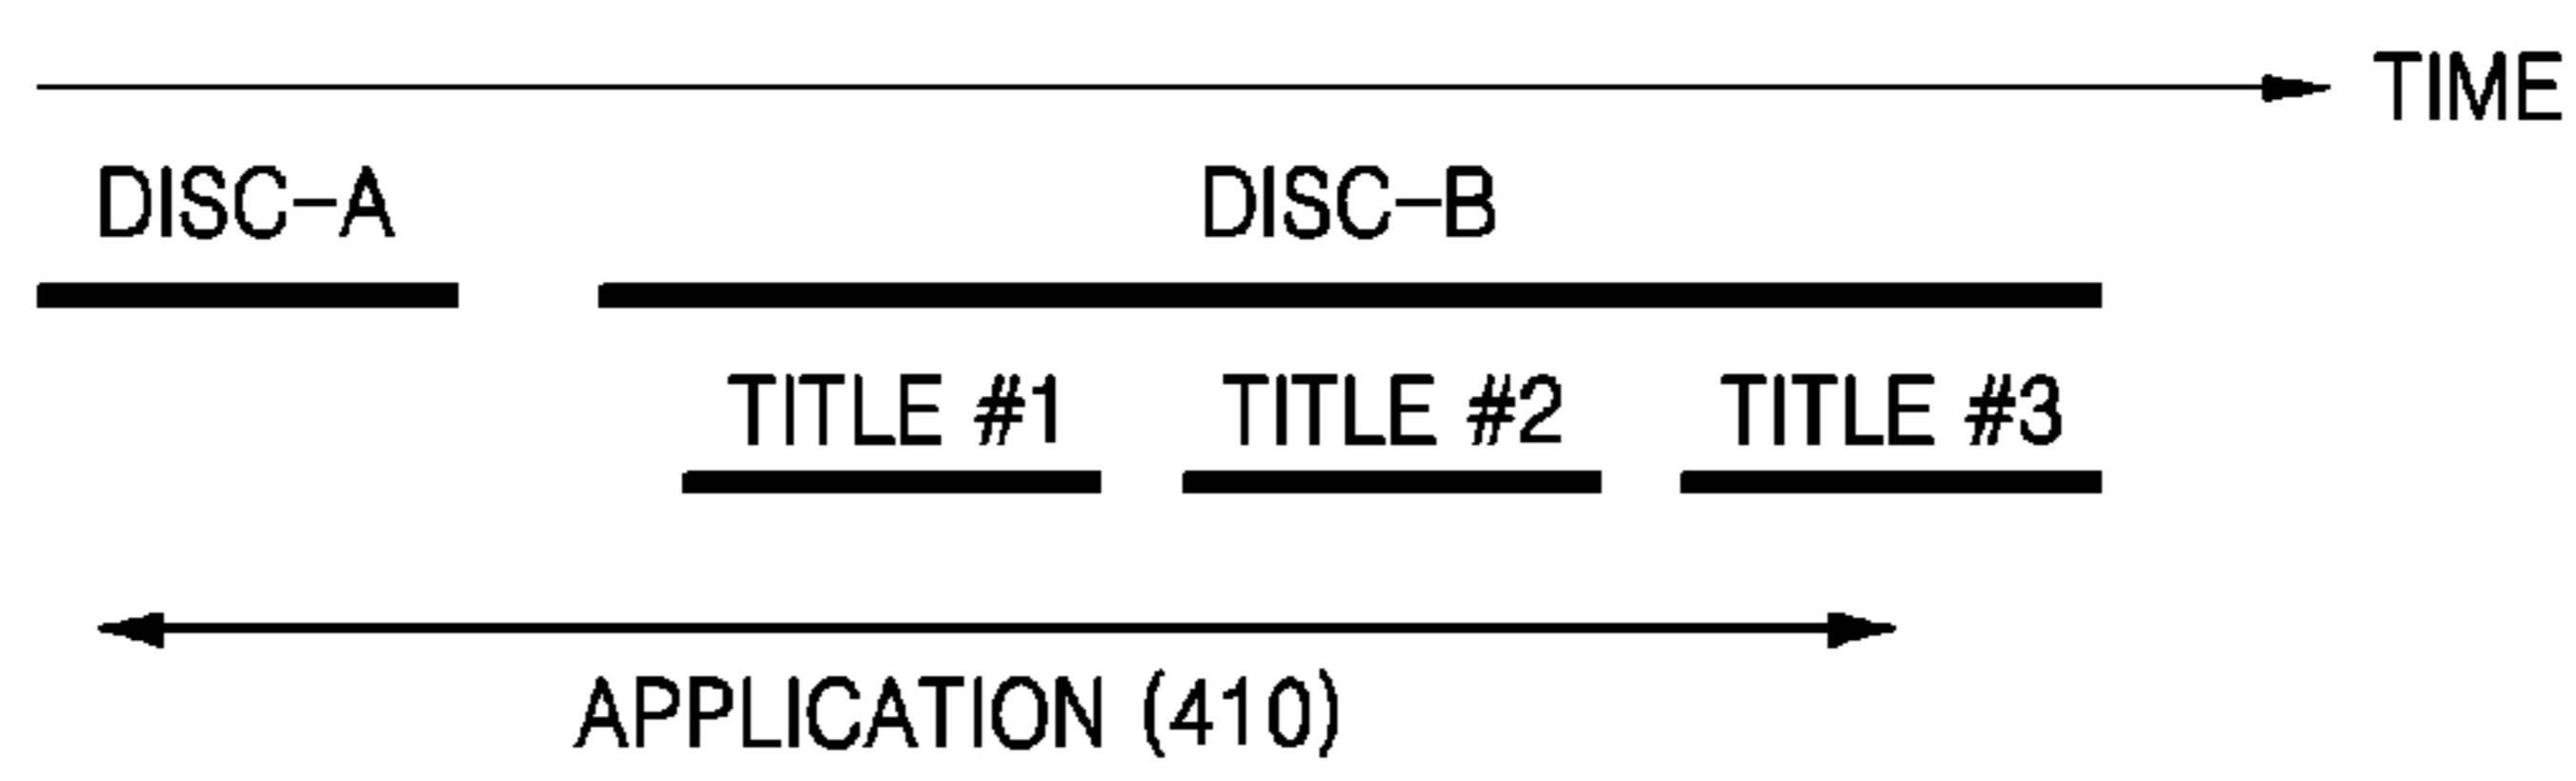 TIME
DISC-A DISC-B
TITLE #1 TITLE #2 TITLE #3
APPLICATION (410)